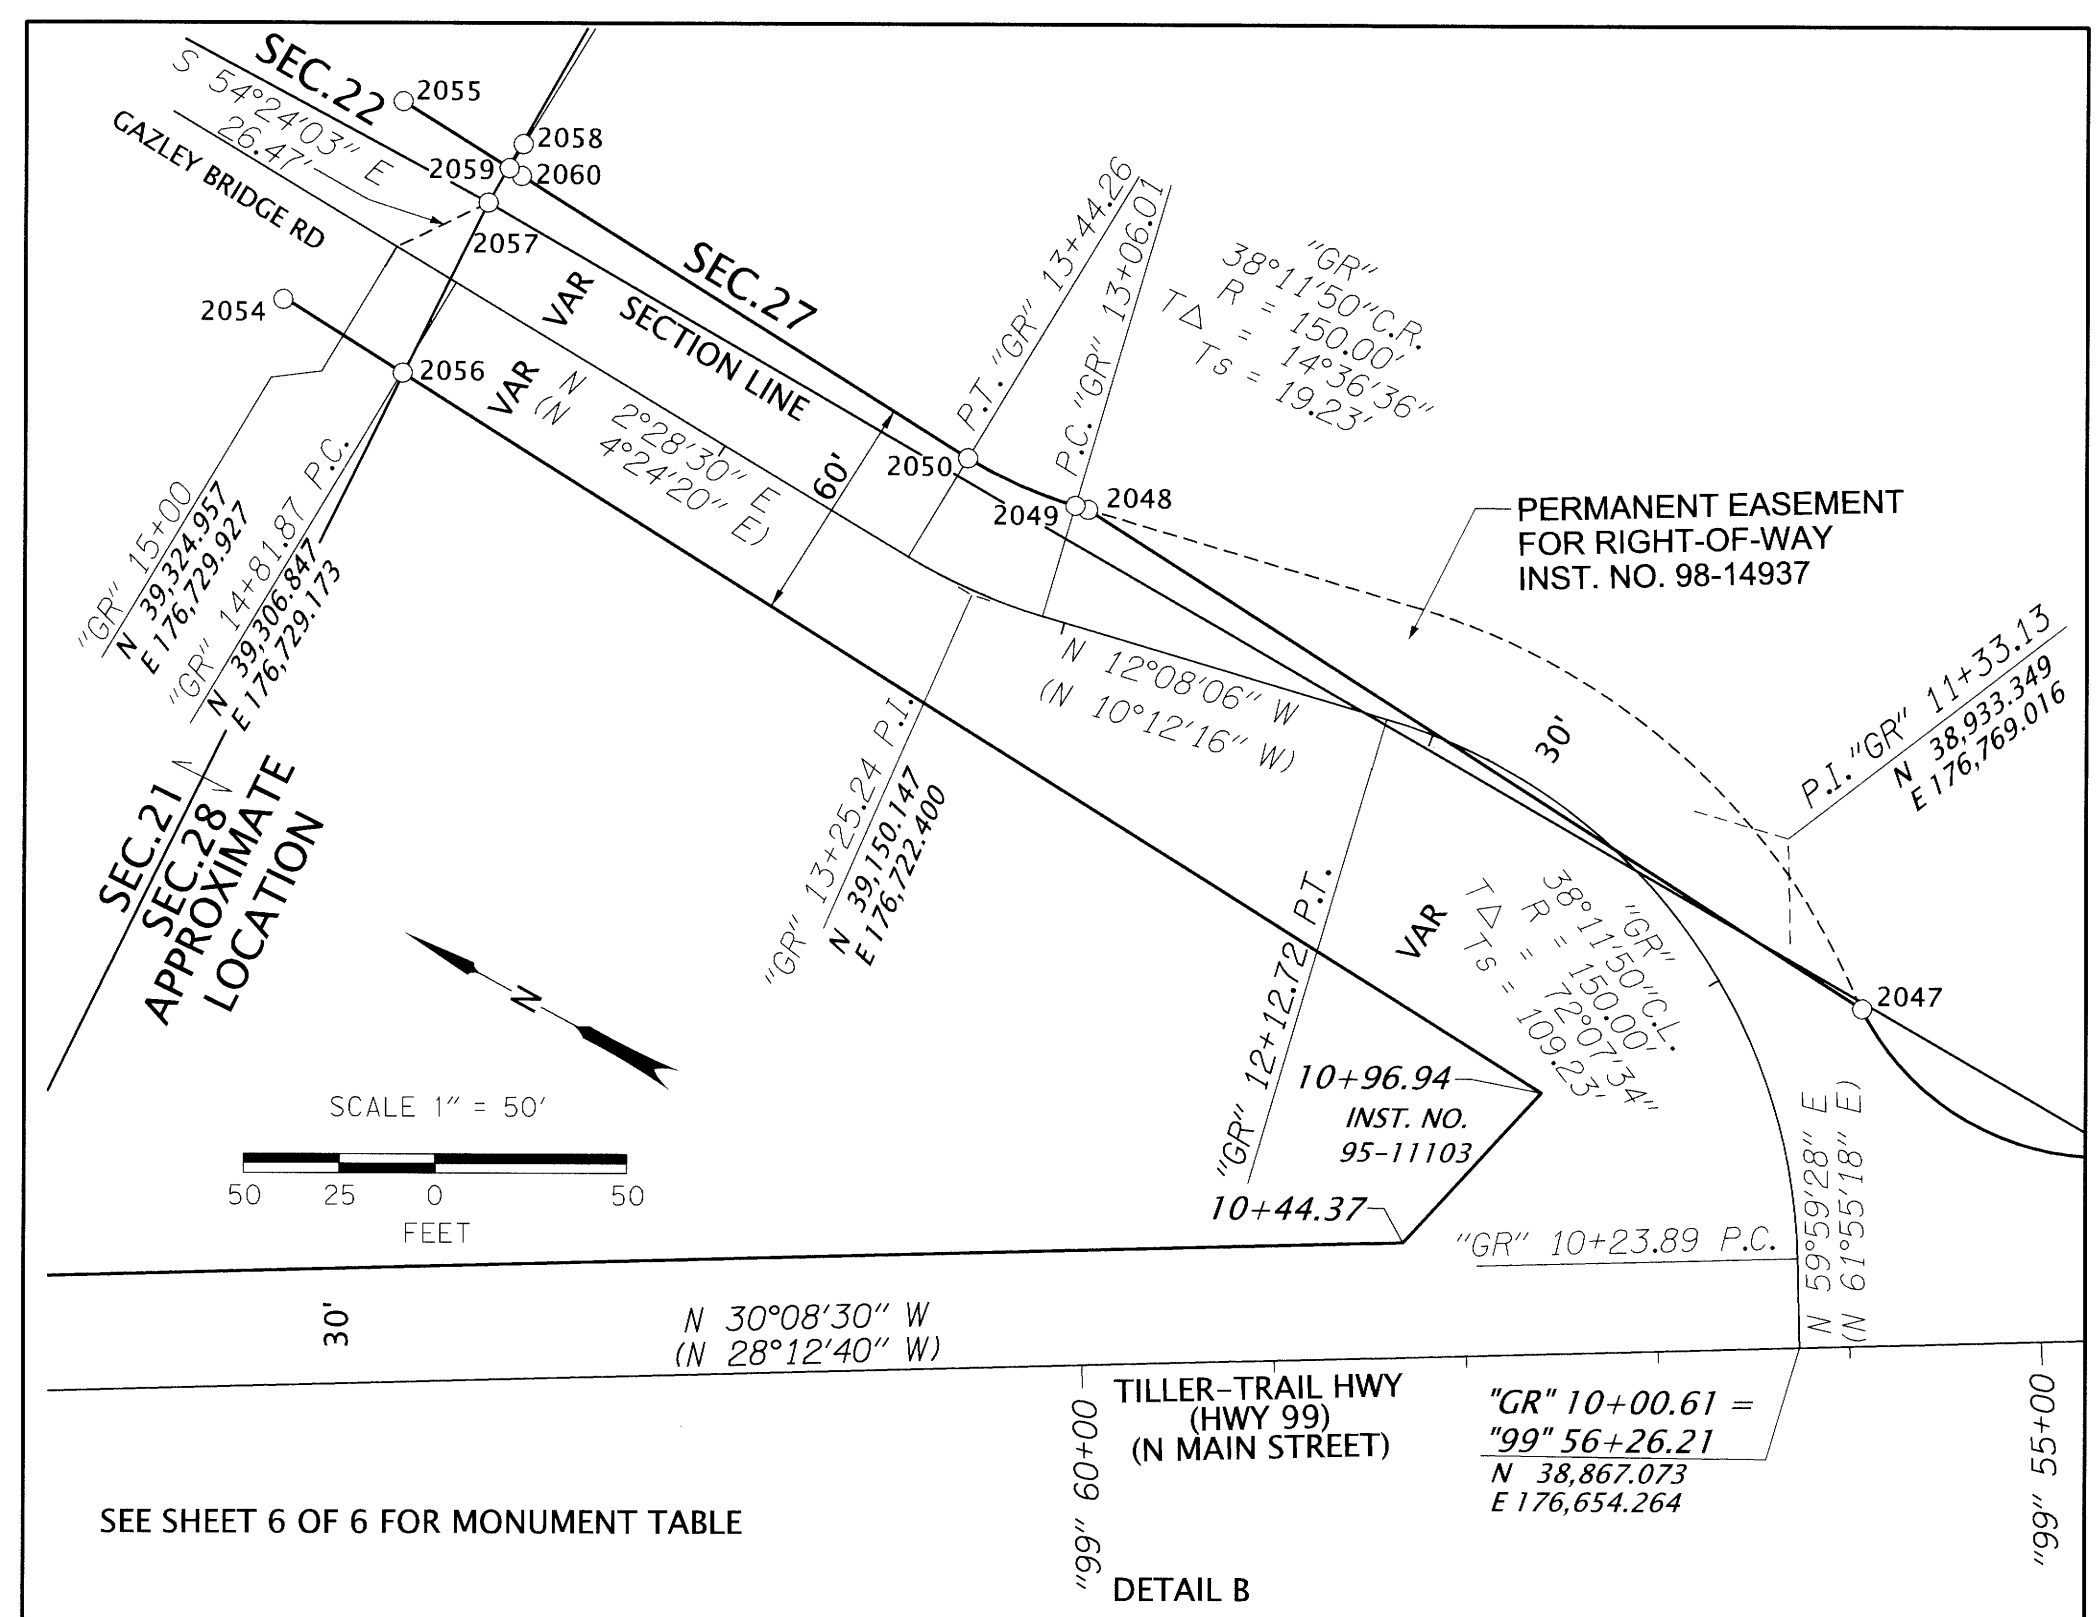 SEC.22
S 54°24'03" E
26.47'
GAZLEY BRIDGE RD
2055
2058
2059
2060
2057
2054
2056
SEC.27
VAR
SECTION LINE
VAR
N 2°28'30" E
(N 4°24'20" E)
60'
P.T. "GR" 13+44.26
P.C. "GR" 13+06.01
"GR"
38°11'50"C.R.
R = 150.00'
T△ = 14°36'36"
Ts = 19.23'
2050
2049
2048
PERMANENT EASEMENT
FOR RIGHT-OF-WAY
INST. NO. 98-14937
"GR" 15+00
N 39,324.957
E 176,729.927
"GR" 14+81.87 P.C.
N 39,306.847
E 176,729.173
N 12°08'06" W
(N 10°12'16" W)
30'
P.I. "GR" 11+33.13
N 38,933.349
E 176,769.016
SEC.21
SEC.28
APPROXIMATE
LOCATION
"GR" 13+25.24 P.I.
N 39,150.147
E 176,722.400
N
"GR" 12+12.72 P.T.
VAR
"GR"
38°11'50"C.L.
R = 150.00'
T△ = 72°07'34"
Ts = 109.23'
2047
SCALE 1" = 50'
50 25 0 50
FEET
10+96.94
INST. NO.
95-11103
10+44.37
"GR" 10+23.89 P.C.
N 59°59'28" E
(N 61°55'18" E)
30'
N 30°08'30" W
(N 28°12'40" W)
TILLER-TRAIL HWY
(HWY 99)
(N MAIN STREET)
"99" 60+00
"GR" 10+00.61 =
"99" 56+26.21
N 38,867.073
E 176,654.264
"99" 55+00
SEE SHEET 6 OF 6 FOR MONUMENT TABLE
DETAIL B